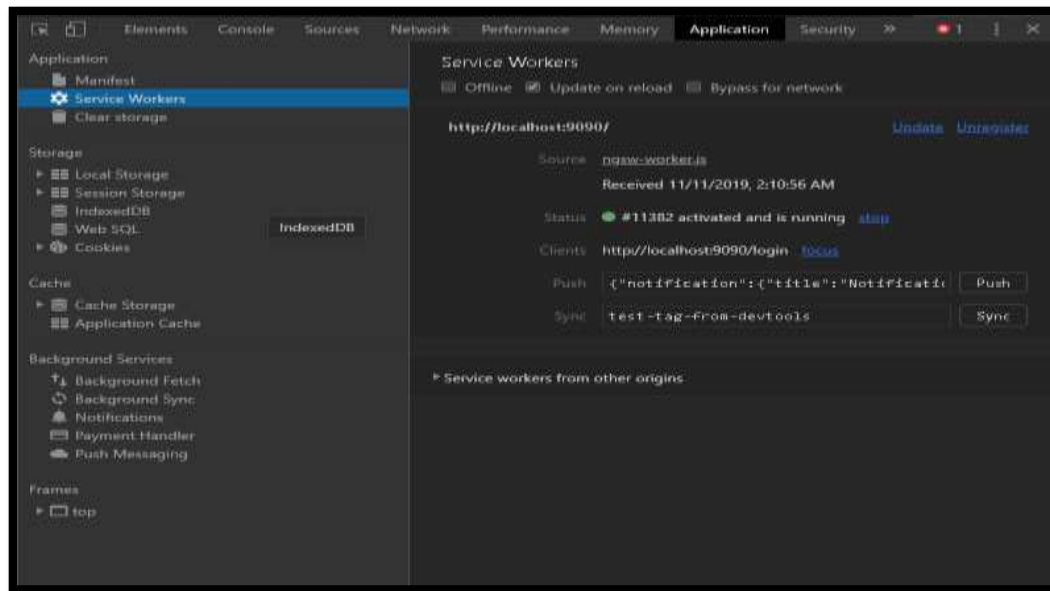 Elements Console Sources Network Performance Memory Application Security » 1
Application
Manifest
Service Workers
Clear storage
Storage
Local Storage
Session Storage
IndexedDB
Web SQL
IndexedDB
Cookies
Cache
Cache Storage
Application Cache
Background Services
Background Fetch
Background Sync
Notifications
Payment Handler
Push Messaging
Frames
top
Service Workers
Offline Update on reload Bypass for network
http://localhost:9090/ Update Unregister
Source ngsw-worker.js
Received 11/11/2019, 2:10:56 AM
Status #11382 activated and is running stop
Clients http://localhost:9090/login focus
Push {"notification":{"title":"Notificatic Push
Sync test-tag-from-devtools Sync
Service workers from other origins